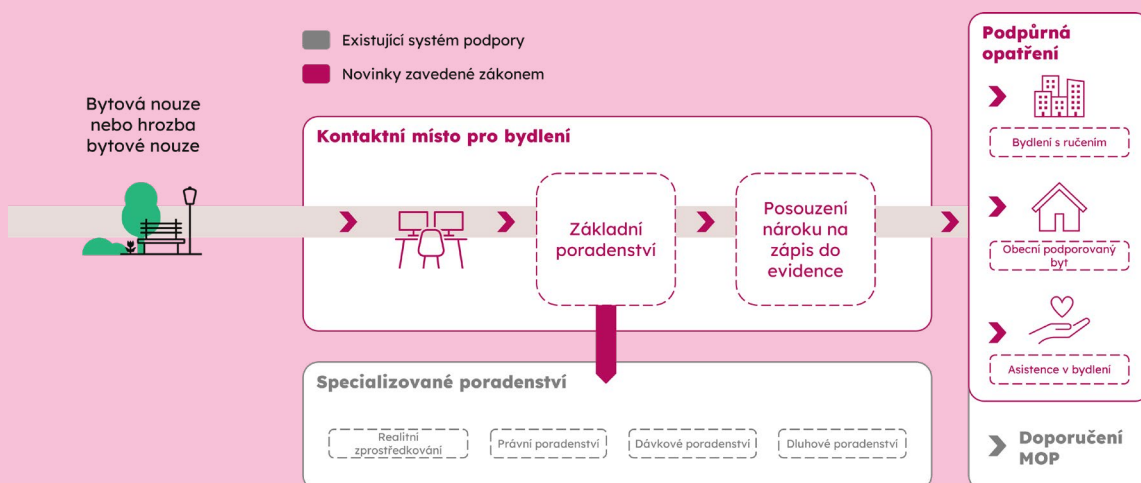 Existující systém podpory
Novinky zavedené zákonem
Bytová nouze
nebo hrozba
bytové nouze
Kontaktní místo pro bydlení
Základní
poradenství
Posouzení
nároku na
zápis do
evidence
Podpůrná
opatření
Bydlení s ručením
Obecní podporovaný
byt
Asistence v bydlení
Specializované poradenství
Realitní
zprostředkování
Právní poradenství
Dávkové poradenství
Dluhové poradenství
Doporučení
MOP